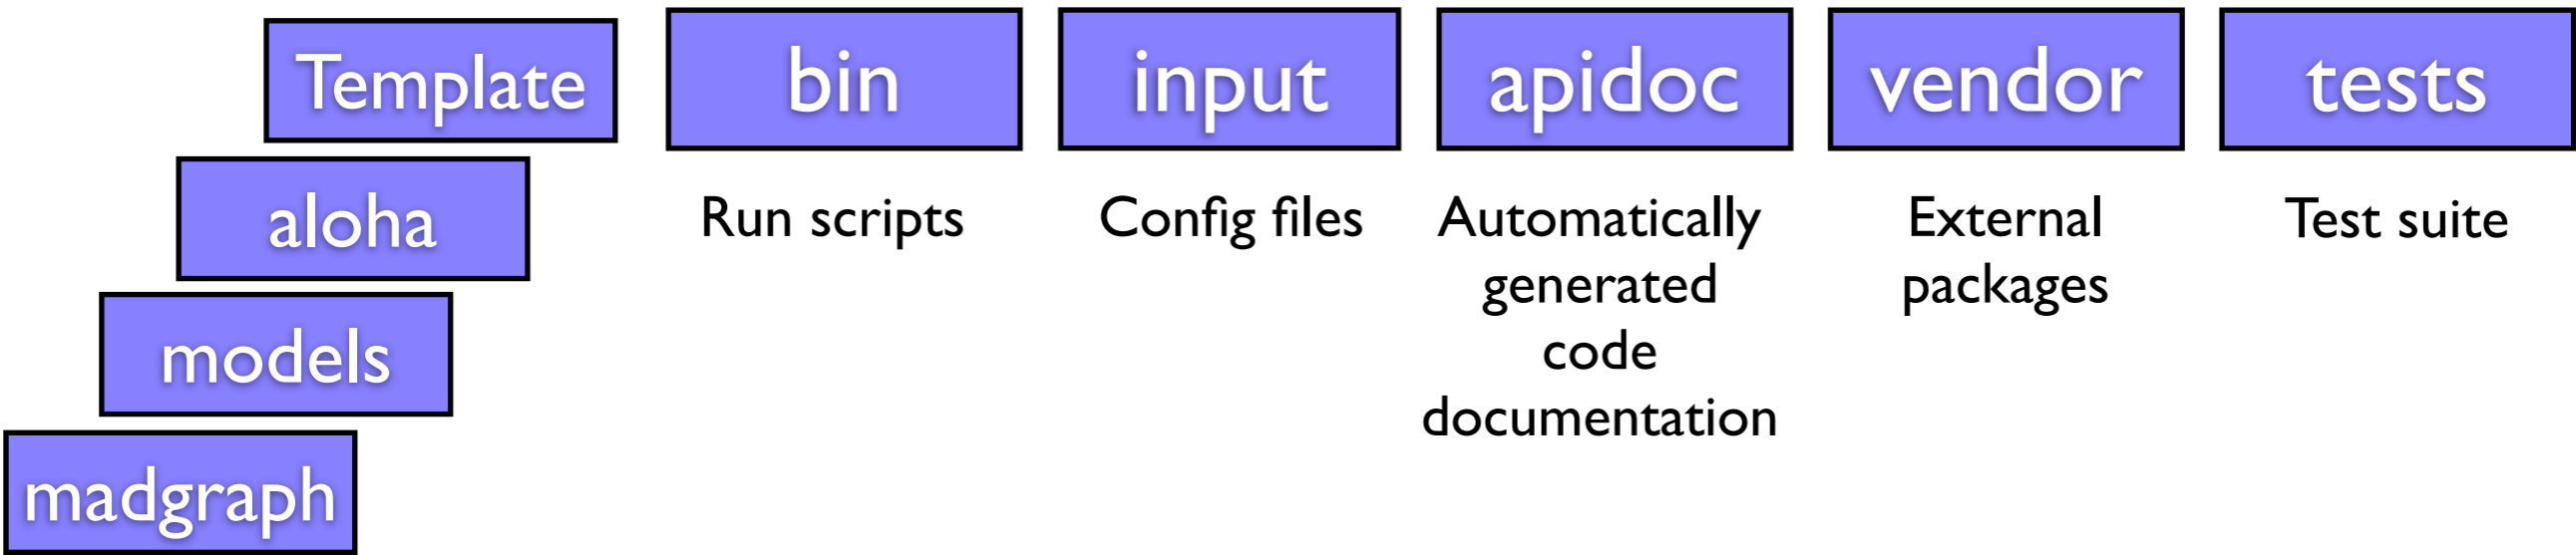 Template
bin
input
apidoc
vendor
tests
aloha
models
madgraph
Run scripts
Config files
Automatically
generated
code
documentation
External
packages
Test suite